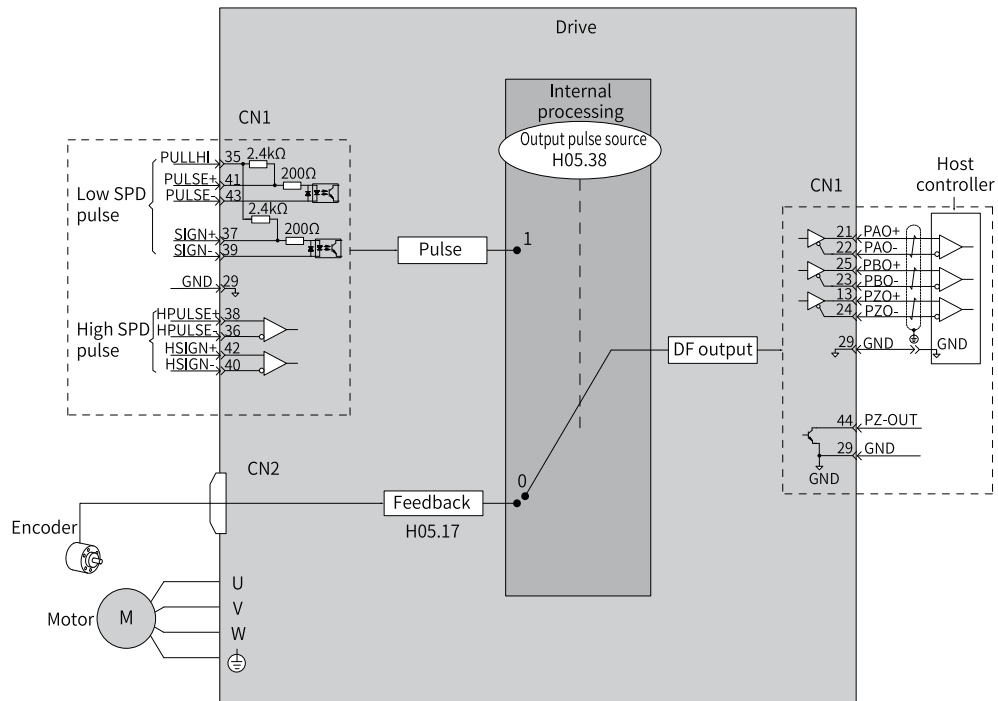 Drive
Internal
processing
Output pulse source
H05.38
CN1
PULLHI 35 2.4kΩ
PULSE+ 41 200Ω
PULSE- 43
2.4kΩ
SIGN+ 37 200Ω
SIGN- 39
Low SPD
pulse
GND 29
HPULSE+ 38
HPULSE- 36
HSIGN+ 42
HSIGN- 40
High SPD
pulse
Pulse
1
DF output
CN1
Host
controller
21 PAO+
22 PAO-
25 PBO+
23 PBO-
13 PZO+
24 PZO-
29 GND GND
44 PZ-OUT
29 GND
GND
CN2
0
Feedback
H05.17
Encoder
Motor
M
U
V
W